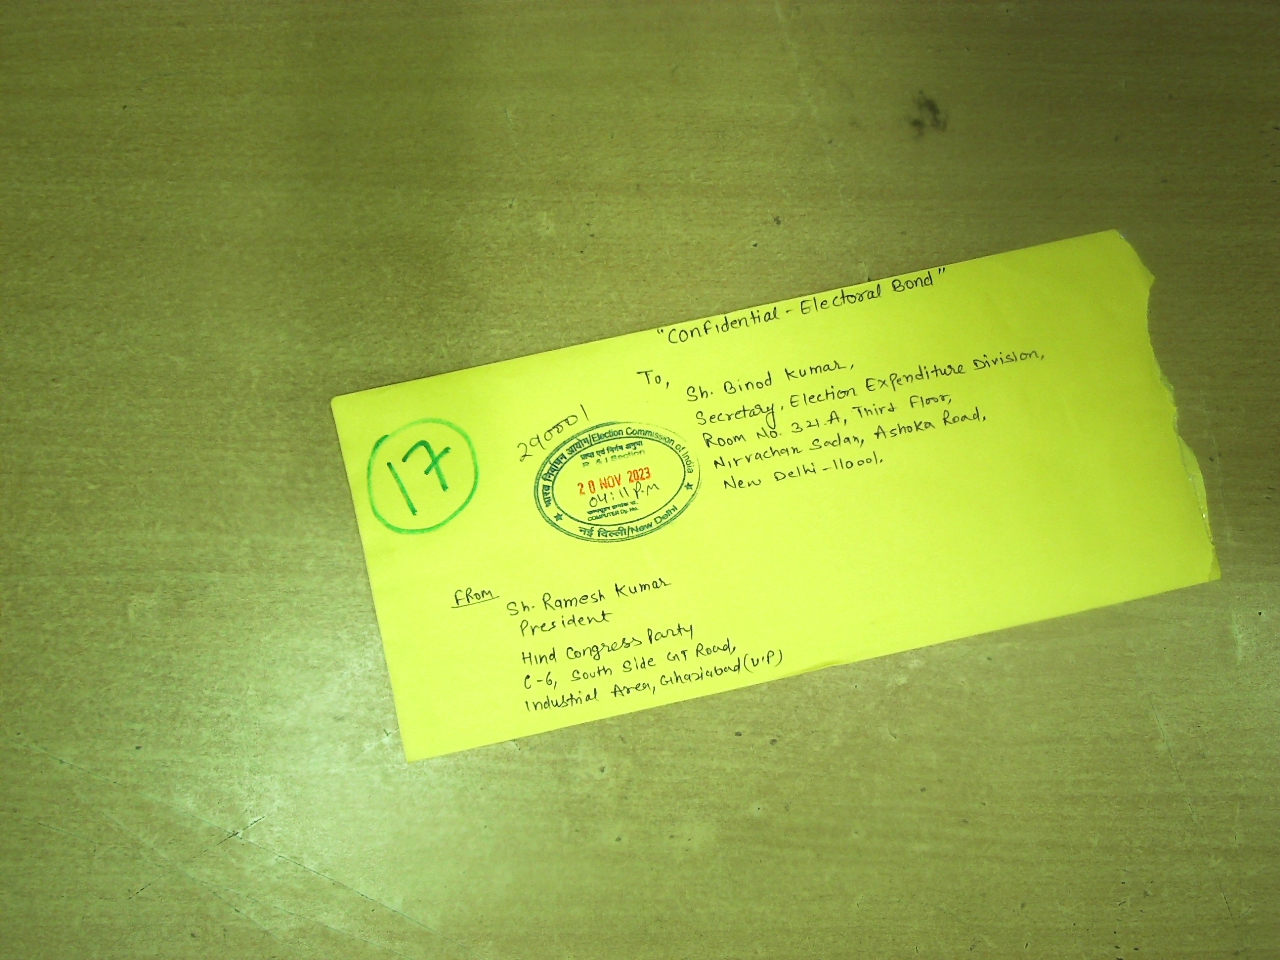 "Confidential - Electoral Bond"
To,
Sh. Binod Kumar,
Secretary, Election Expenditure Division,
Room No. 321.A, Third Floor,
Nirvachan Sadan, Ashoka Road,
New Delhi-110001.
17
290001
भारत निर्वाचन आयोग/Election Commission of India
R & I Section
20 NOV 2023
04:11 P.M
COMPUTER Dy. No.
नई दिल्ली/New Delhi
FROM
Sh. Ramesh Kumar
President
Hind Congress Party
C-6, South Side GT Road,
Industrial Area, Ghaziabad (U.P)